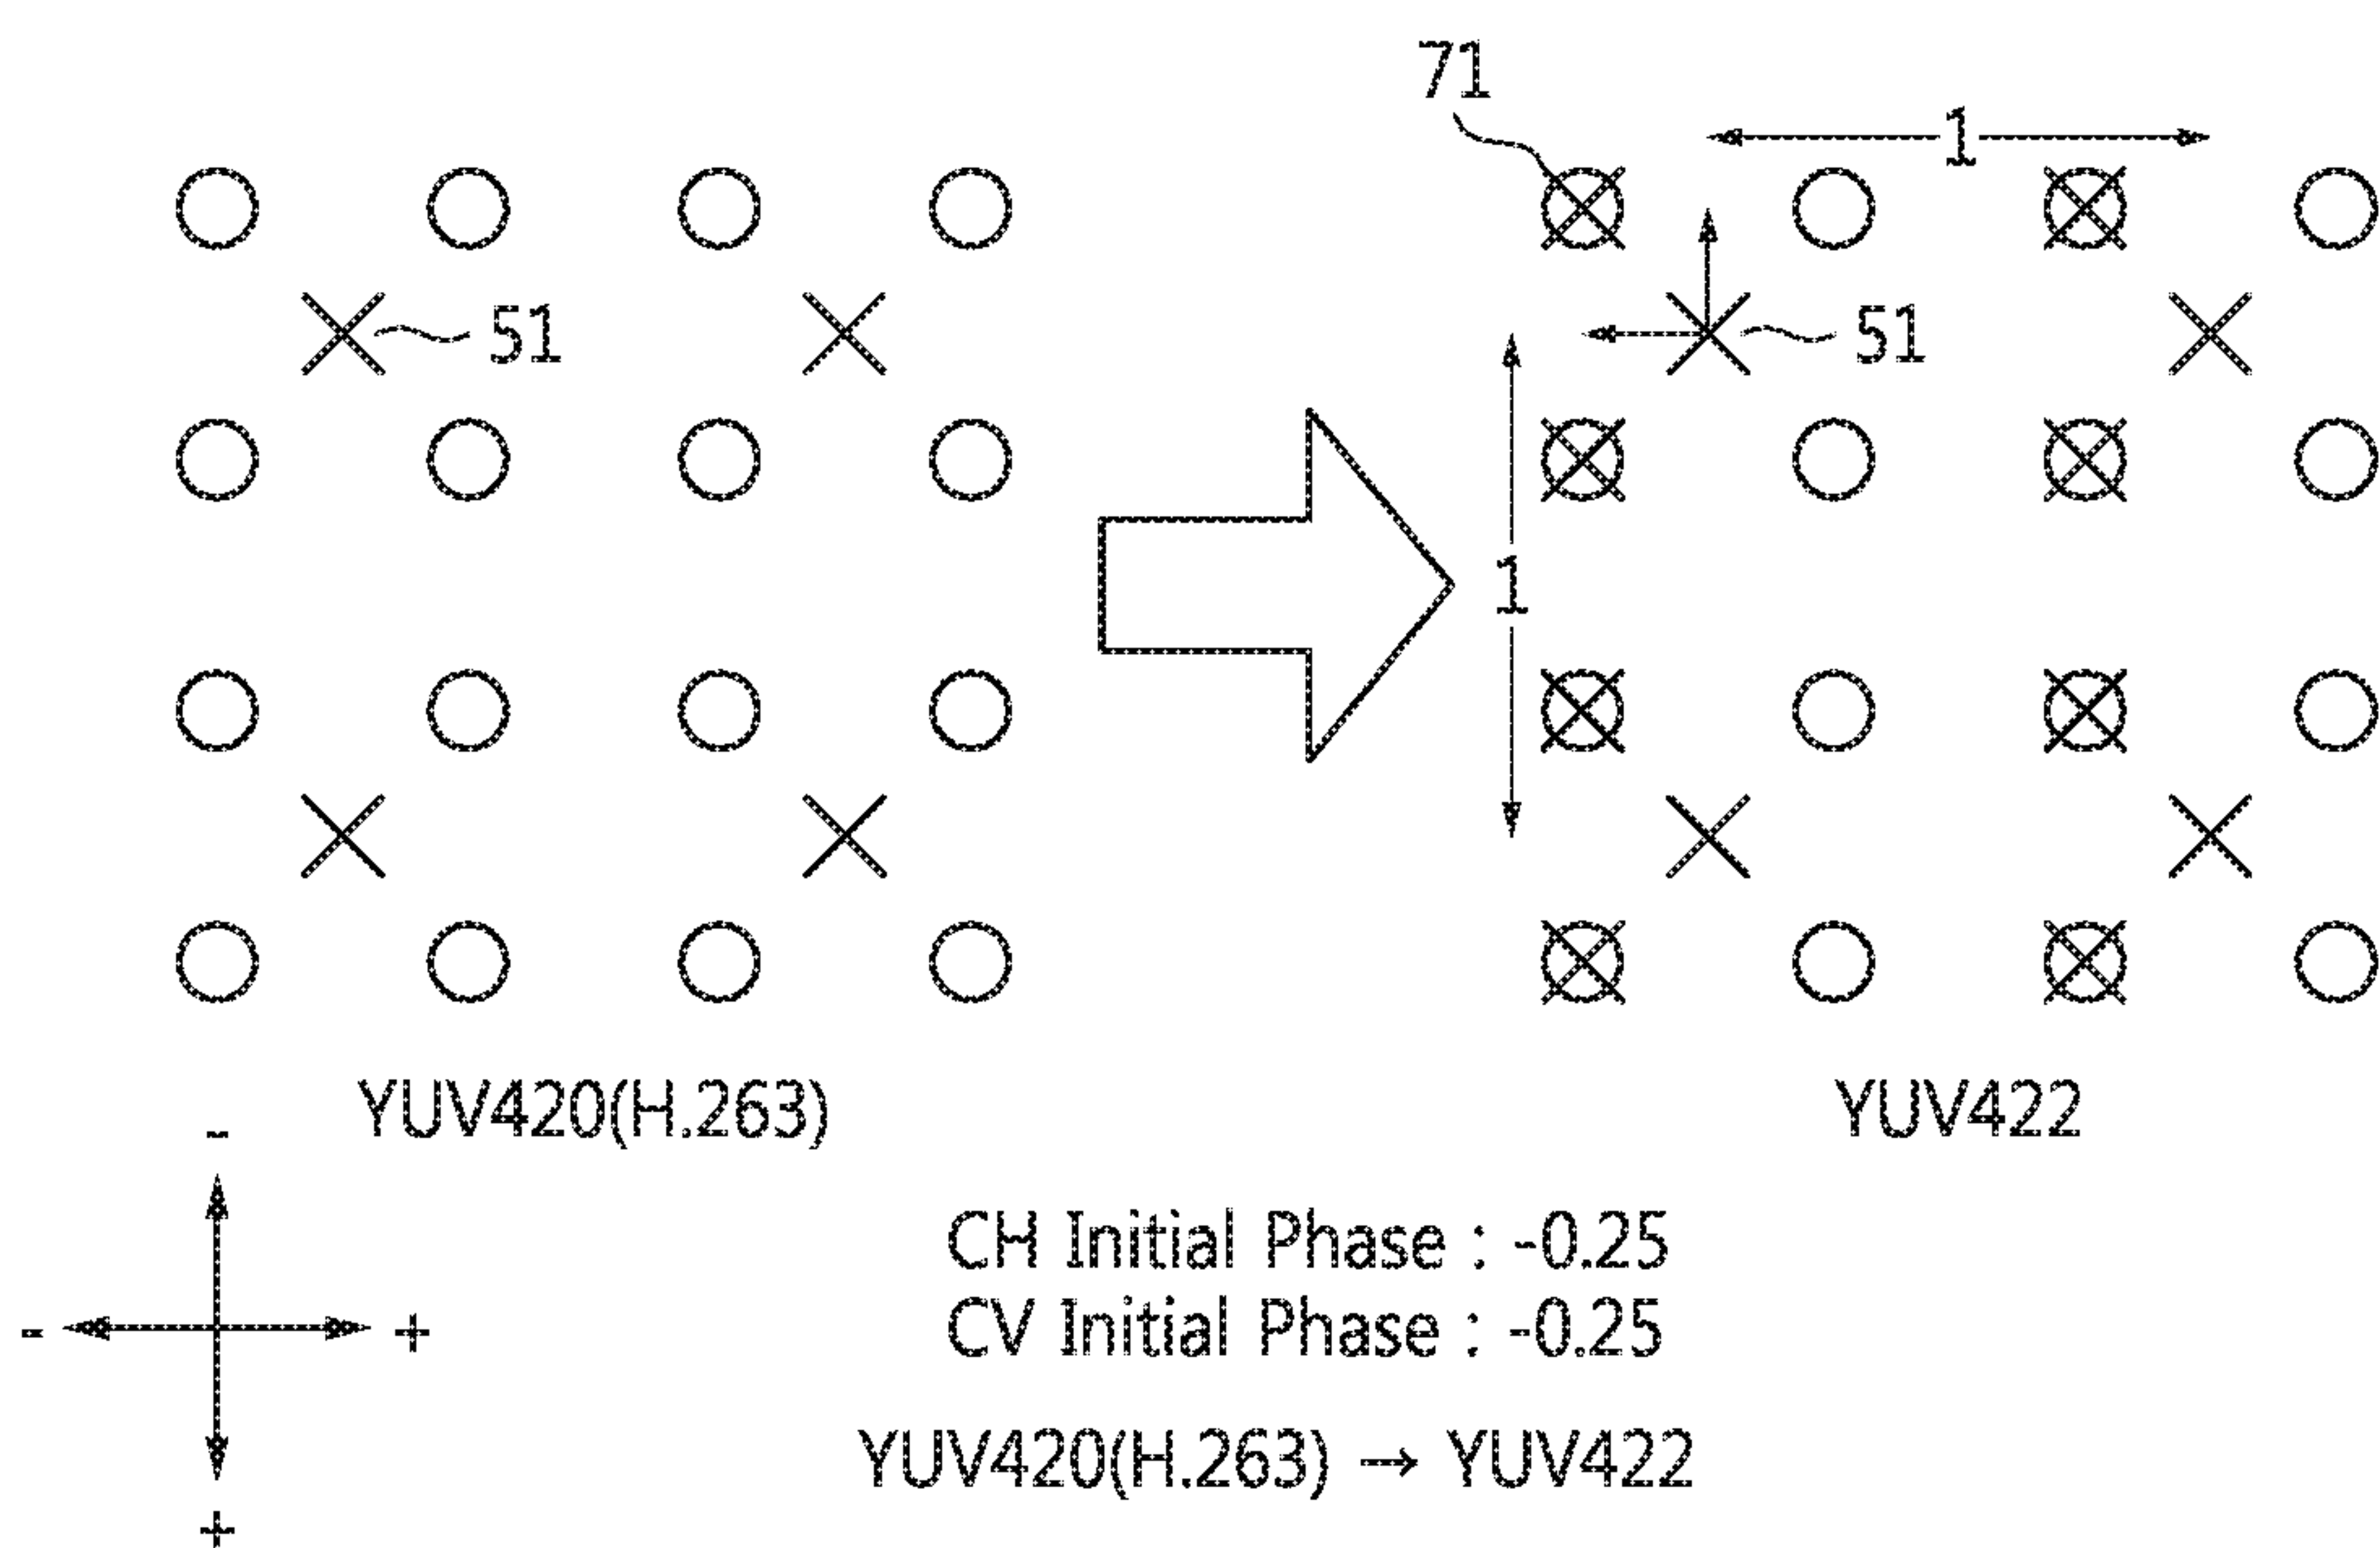 71
1
51
51
1
YUV420(H.263)
YUV422
-
- +
+
CH Initial Phase : -0.25
CV Initial Phase : -0.25
YUV420(H.263) → YUV422